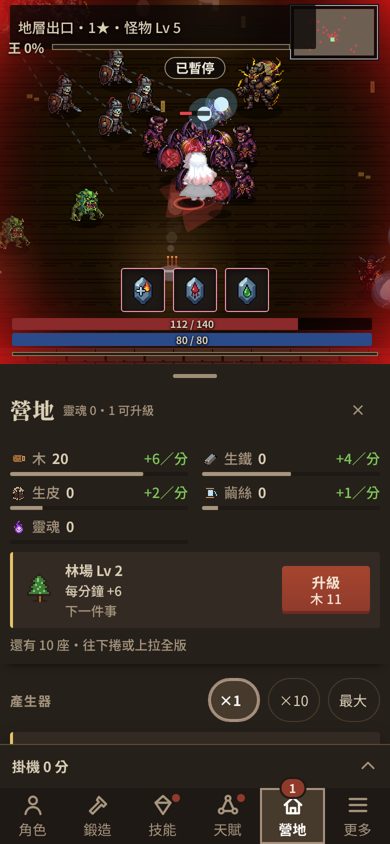 地層出口・1★・怪物 Lv 5
王 0%
已暫停
112 / 140
80 / 80
營地 靈魂 0・1 可升級 ×
木 20 +6／分
生鐵 0 +4／分
生皮 0 +2／分
繭絲 0 +1／分
靈魂 0
林場 Lv 2
每分鐘 +6
下一件事
升級
木 11
還有 10 座・往下捲或上拉全版
產生器 ×1 ×10 最大
掛機 0 分
1
角色 鍛造 技能 天賦 營地 更多